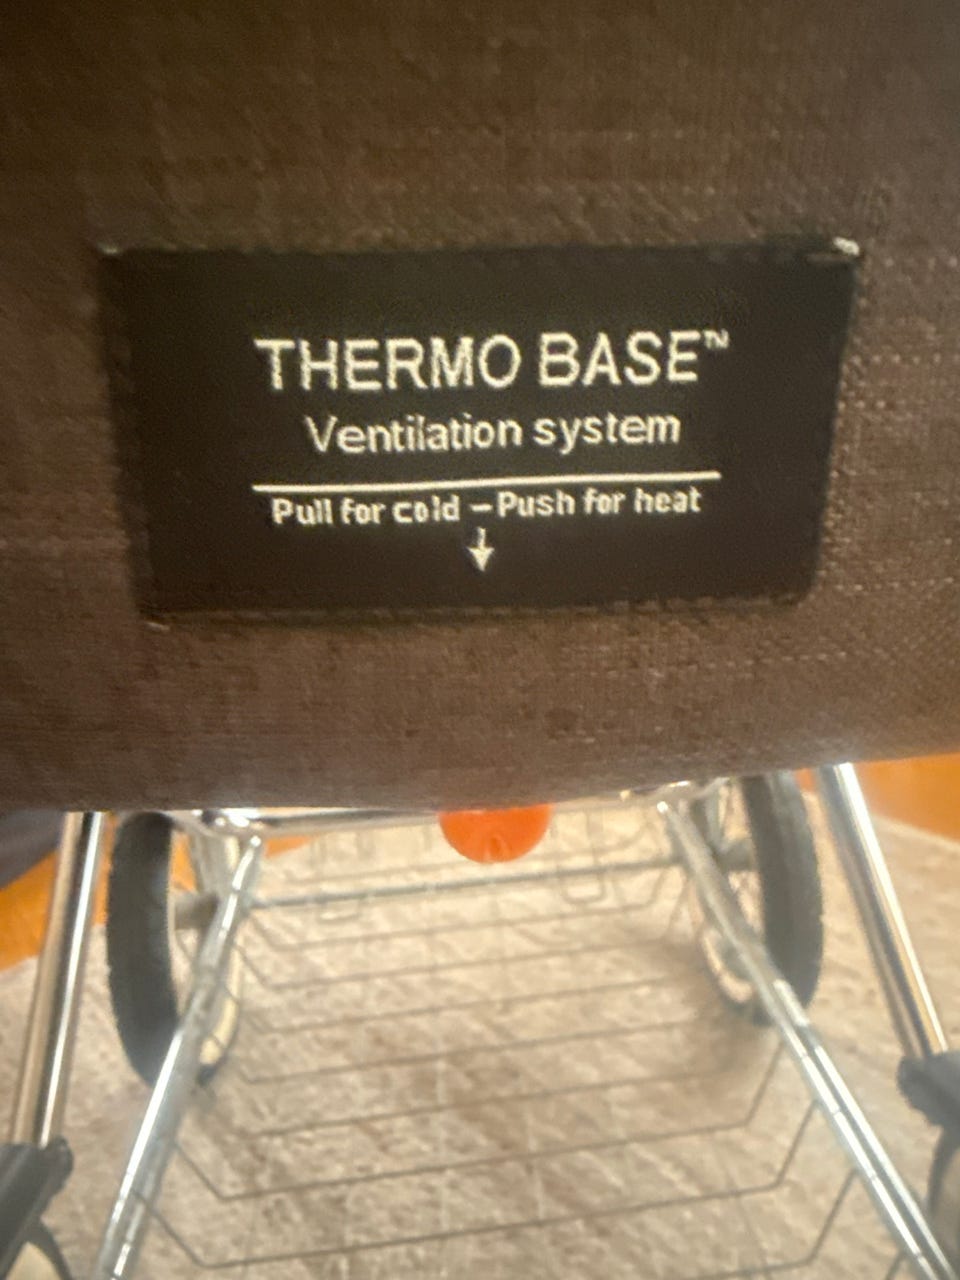 THERMO BASE™
Ventilation system
Pull for cold – Push for heat